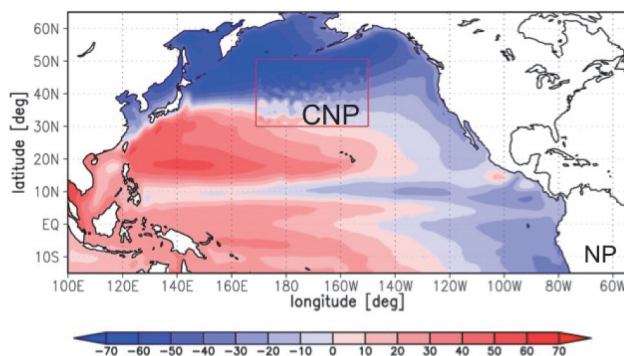 60N
50N
40N
30N
20N
10N
EQ
10S
latitude [deg]
CNP
NP
100E 120E 140E 160E 180 160W 140W 120W 100W 80W 60W
longitude [deg]
-70 -60 -50 -40 -30 -20 -10 0 10 20 30 40 50 60 70